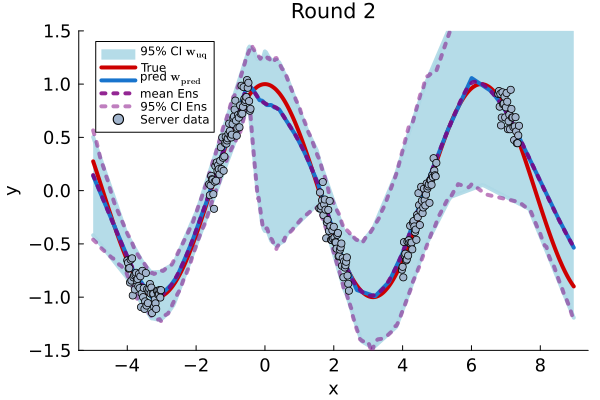 Round 2
1.5
1.0
0.5
0.0
−0.5
−1.0
−1.5
y
95% CI w_uq
True
pred w_pred
mean Ens
95% CI Ens
Server data
−4 −2 0 2 4 6 8
x